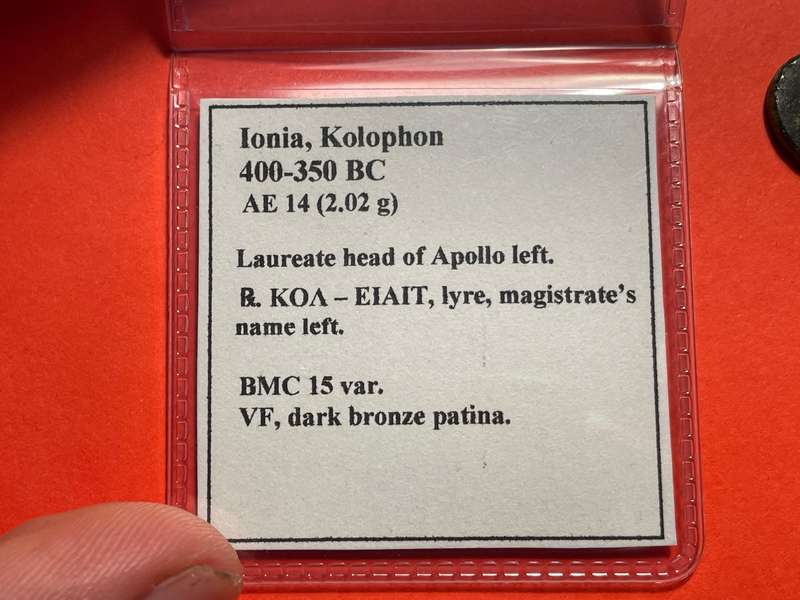 Ionia, Kolophon
400-350 BC
AE 14 (2.02 g)
Laureate head of Apollo left.
℞. ΚΟΛ – ΕΙΑΙΤ, lyre, magistrate's
name left.
BMC 15 var.
VF, dark bronze patina.